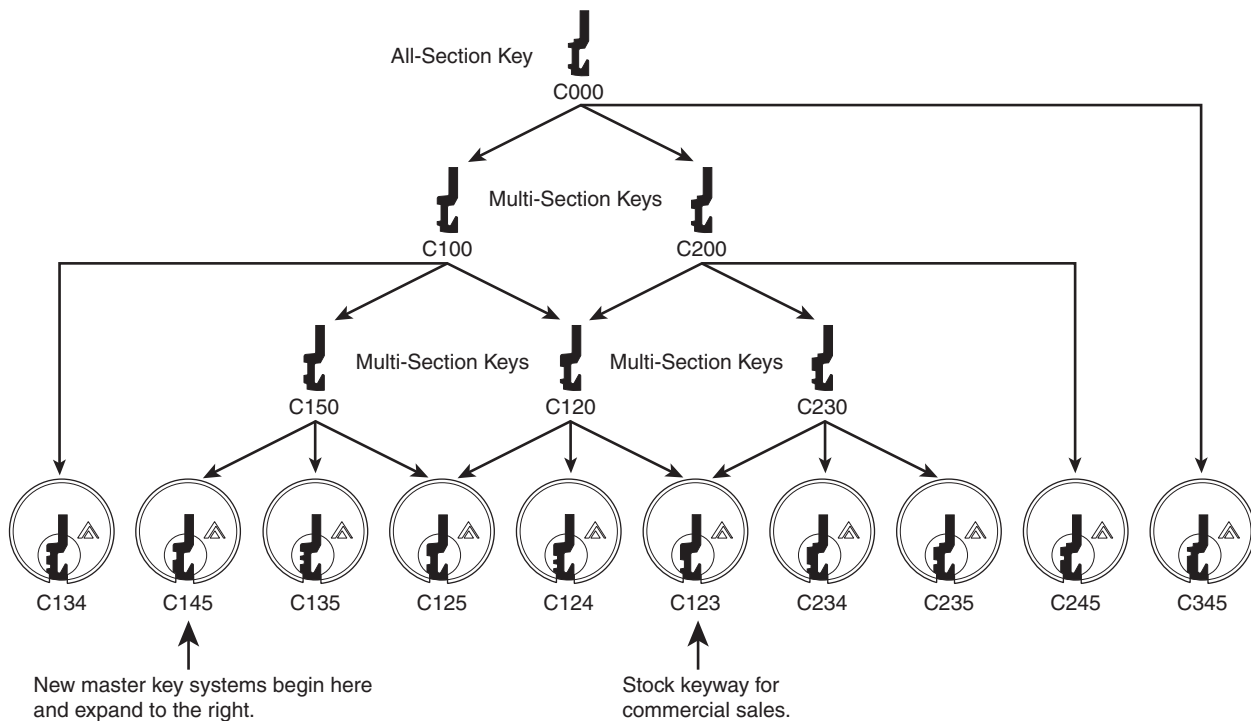 All-Section Key
C000
Multi-Section Keys
C100
C200
Multi-Section Keys
Multi-Section Keys
C150
C120
C230
C134
C145
C135
C125
C124
C123
C234
C235
C245
C345
New master key systems begin here
and expand to the right.
Stock keyway for
commercial sales.